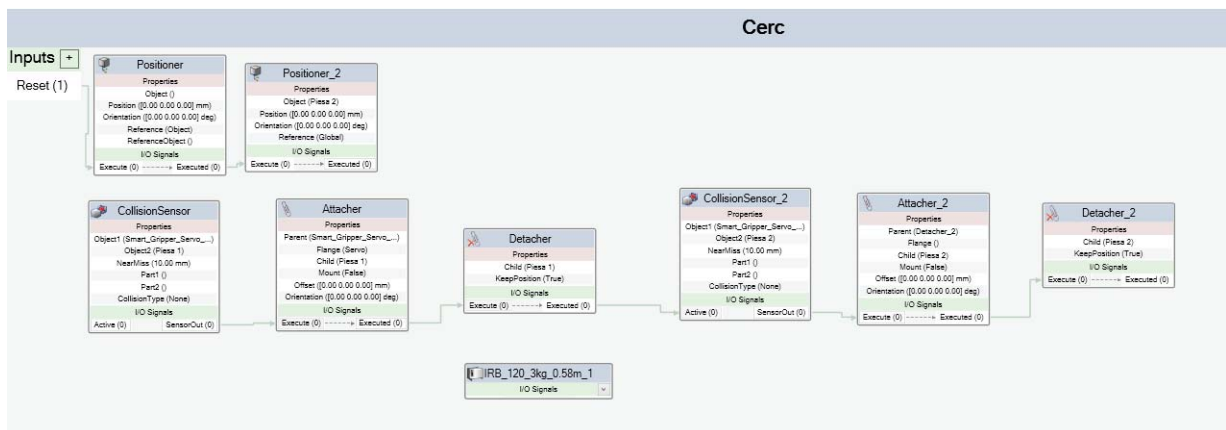 Cerc
Inputs +
Reset (1)
Positioner
Properties
Object ()
Position ([0.00 0.00 0.00] mm)
Orientation ([0.00 0.00 0.00] deg)
Reference (Object)
ReferenceObject ()
I/O Signals
Execute (0) Executed (0)
Positioner_2
Properties
Object (Piesa 2)
Position ([0.00 0.00 0.00] mm)
Orientation ([0.00 0.00 0.00] deg)
Reference (Global)
I/O Signals
Execute (0) Executed (0)
CollisionSensor
Properties
Object1 (Smart_Gripper_Servo_...)
Object2 (Piesa 1)
NearMiss (10.00 mm)
Part1 ()
Part2 ()
CollisionType (None)
I/O Signals
Active (0) SensorOut (0)
Attacher
Properties
Parent (Smart_Gripper_Servo_...)
Flange (Servo)
Child (Piesa 1)
Mount (False)
Offset ([0.00 0.00 0.00] mm)
Orientation ([0.00 0.00 0.00] deg)
I/O Signals
Execute (0) Executed (0)
Detacher
Properties
Child (Piesa 1)
KeepPosition (True)
I/O Signals
Execute (0) Executed (0)
CollisionSensor_2
Properties
Object1 (Smart_Gripper_Servo_...)
Object2 (Piesa 2)
NearMiss (10.00 mm)
Part1 ()
Part2 ()
CollisionType (None)
I/O Signals
Active (0) SensorOut (0)
Attacher_2
Properties
Parent (Detacher_2)
Flange ()
Child (Piesa 2)
Mount (False)
Offset ([0.00 0.00 0.00] mm)
Orientation ([0.00 0.00 0.00] deg)
I/O Signals
Execute (0) Executed (0)
Detacher_2
Properties
Child (Piesa 2)
KeepPosition (True)
I/O Signals
Execute (0) Executed (0)
IRB_120_3kg_0.58m_1
I/O Signals